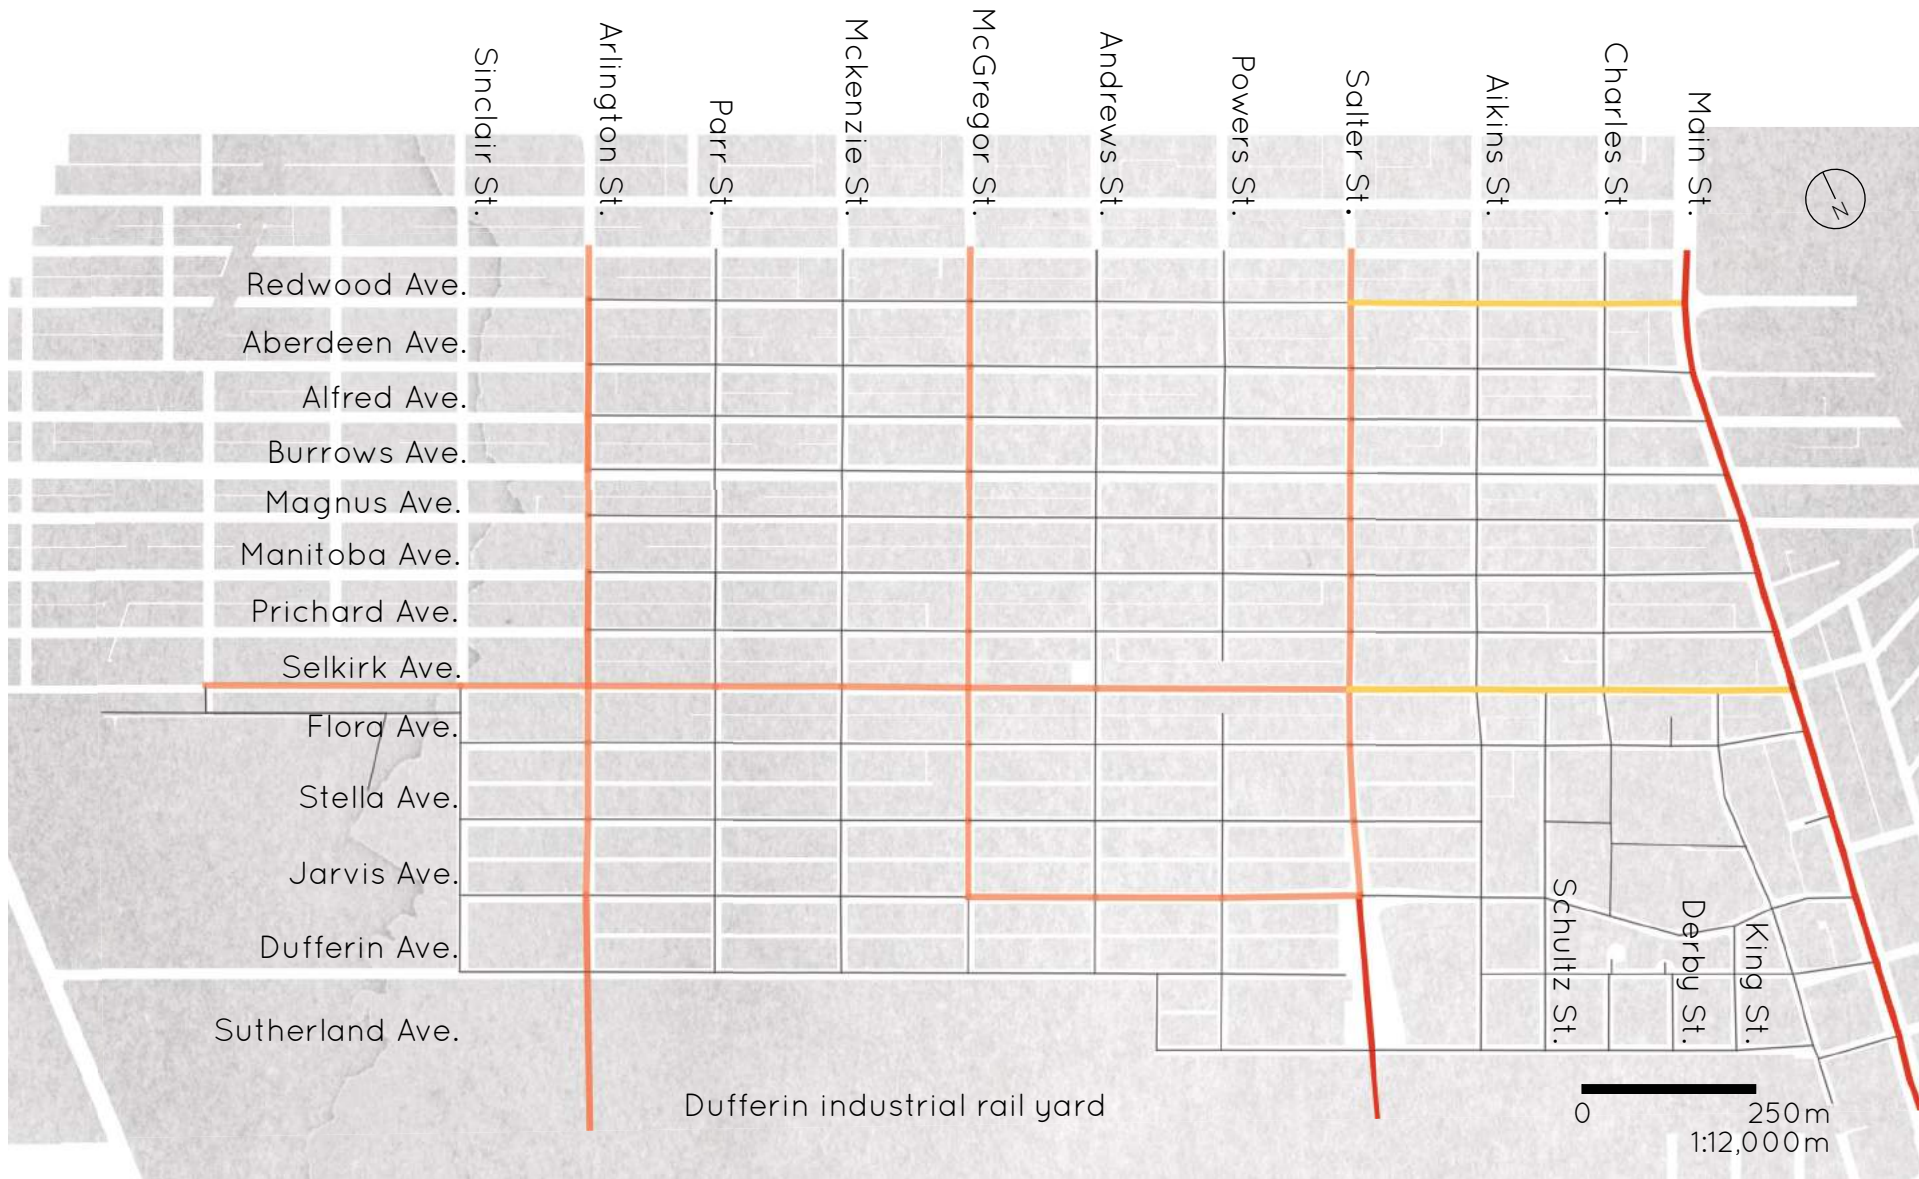 Sinclair St.
Arlington St.
Parr St.
Mckenzie St.
McGregor St.
Andrews St.
Powers St.
Salter St.
Aikins St.
Charles St.
Main St.
N
Redwood Ave.
Aberdeen Ave.
Alfred Ave.
Burrows Ave.
Magnus Ave.
Manitoba Ave.
Prichard Ave.
Selkirk Ave.
Flora Ave.
Stella Ave.
Jarvis Ave.
Dufferin Ave.
Sutherland Ave.
Schultz St.
Derby St.
King St.
Dufferin industrial rail yard
0 250m
1:12,000m